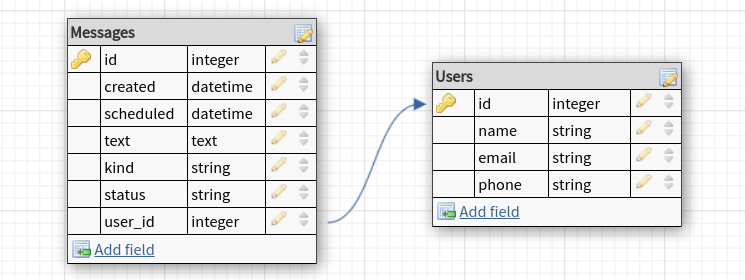 Messages
id integer
created datetime
scheduled datetime
text text
kind string
status string
user_id integer
Add field
Users
id integer
name string
email string
phone string
Add field